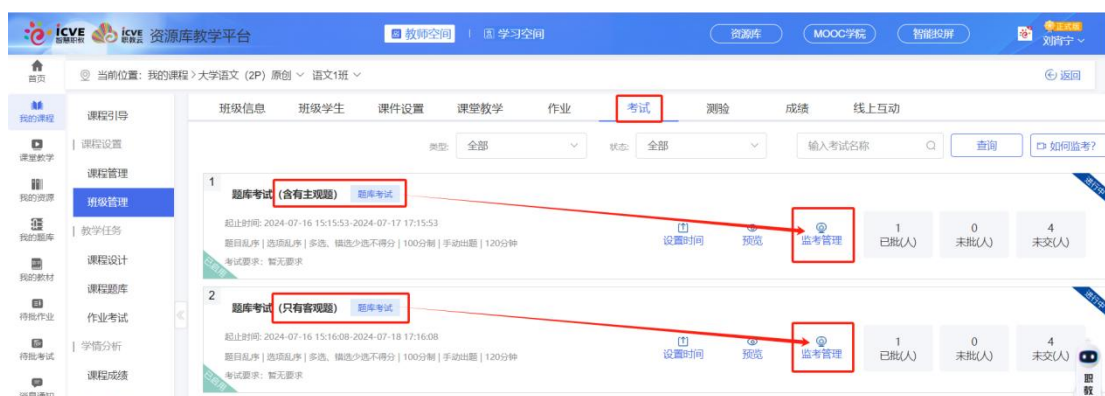 icve 智慧职教 icve 职教云 资源库教学平台 教师空间 学习空间 资源库 MOOC学院 智能投屏 正式版 刘肖宁
首页 当前位置：我的课程 > 大学语文（2P）原创 语文1班 返回
我的课程 课程引导 班级信息 班级学生 课件设置 课堂教学 作业 考试 测验 成绩 线上互动
课堂教学 课程设置 类型: 全部 状态: 全部 输入考试名称 查询 如何监考?
我的资源 课程管理
班级管理
1 题库考试（含有主观题） 题库考试 进行中
起止时间: 2024-07-16 15:15:53-2024-07-17 17:15:53
题目乱序 | 选项乱序 | 多选、错选少选不得分 | 100分制 | 手动出题 | 120分钟
考试要求: 暂无要求
已启用
设置时间 预览 监考管理 1 已批(人) 0 未批(人) 4 未交(人)
我的题库 教学任务
课程设计
我的教材 课程题库
2 题库考试（只有客观题） 题库考试 进行中
起止时间: 2024-07-16 15:16:08-2024-07-18 17:16:08
题目乱序 | 选项乱序 | 多选、错选少选不得分 | 100分制 | 手动出题 | 120分钟
考试要求: 暂无要求
已启用
设置时间 预览 监考管理 1 已批(人) 0 未批(人) 4 未交(人)
待批作业 作业考试
待批考试 学情分析
课程成绩
职教